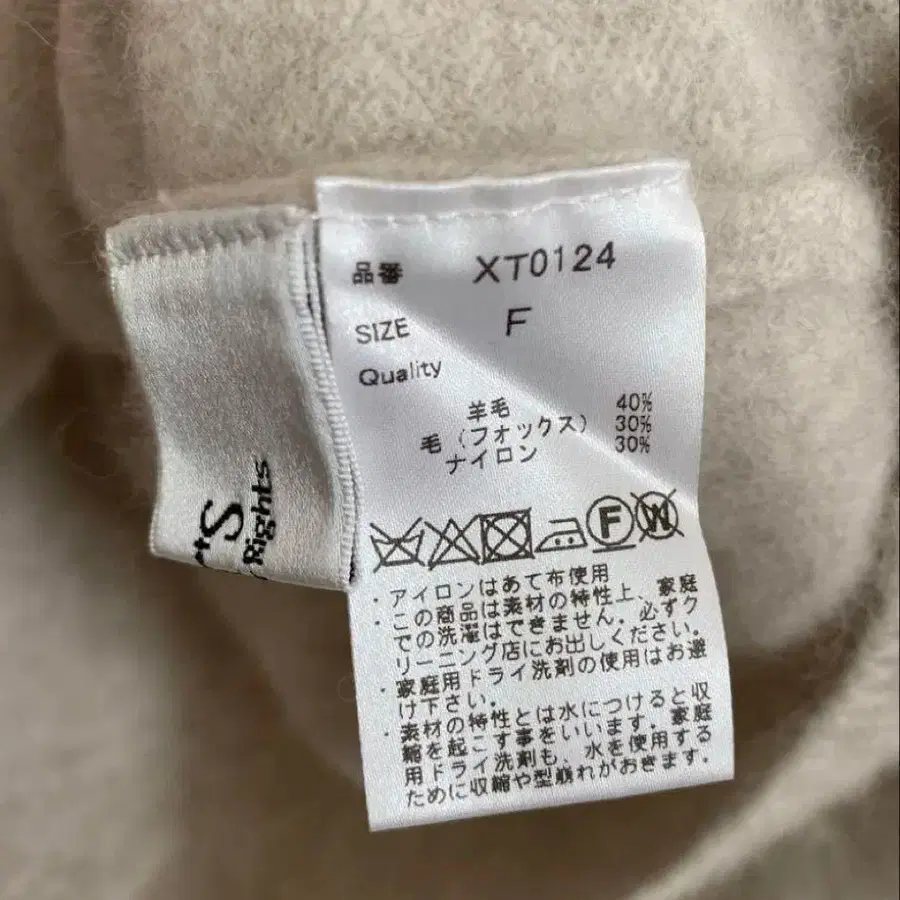 品番 XT0124
SIZE F
Quality
羊毛 40%
毛(フォックス) 30%
ナイロン 30%
F W
・アイロンはあて布使用
・この商品は素材の特性上、家庭
での洗濯はできません。必ずク
リーニング店にお出しください。
・家庭用ドライ洗剤の使用はお避
け下さい。
・素材の特性とは水につけると収
縮を起こす事をいいます。家庭
用ドライ洗剤も、水を使用する
ために収縮や型崩れがおきます。
S
Rights